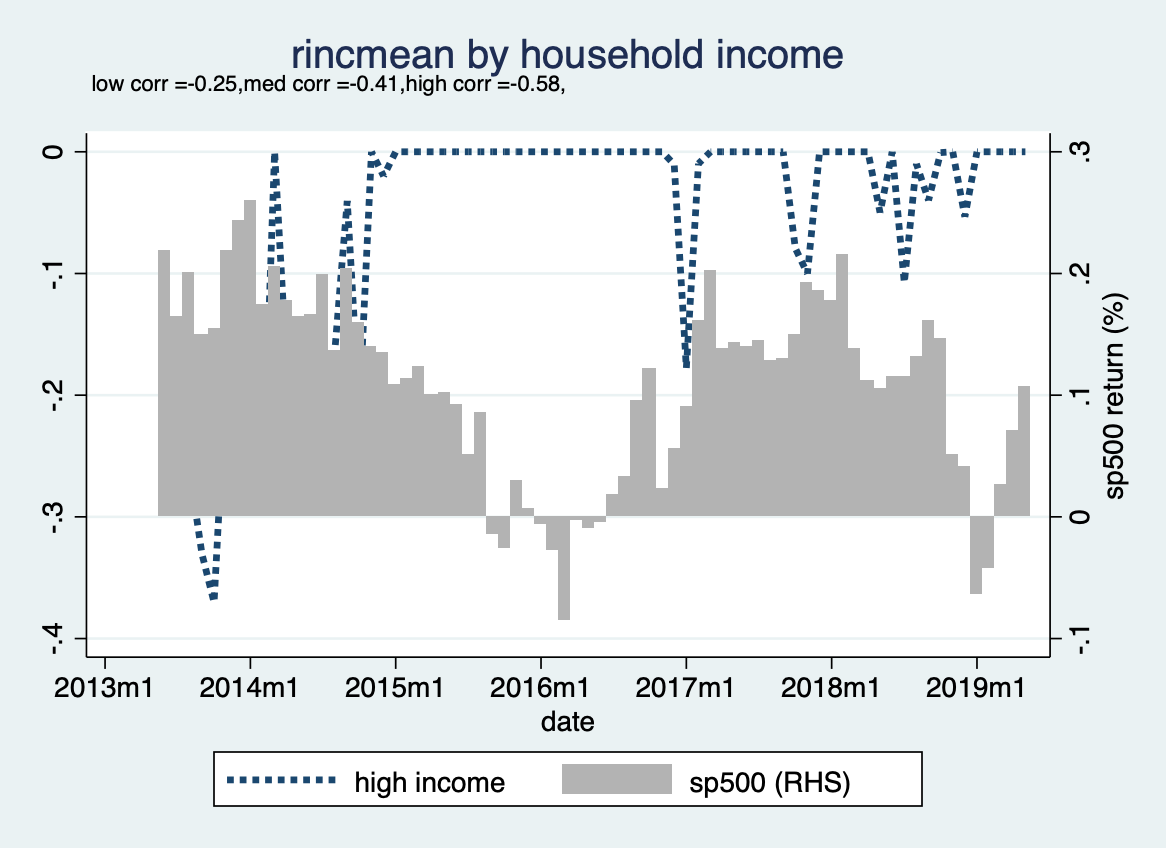 rincmean by household income
low corr =-0.25,med corr =-0.41,high corr =-0.58,
0
-.1
-.2
-.3
-.4
.3
.2
.1
0
-.1
sp500 return (%)
2013m1 2014m1 2015m1 2016m1 2017m1 2018m1 2019m1
date
high income sp500 (RHS)